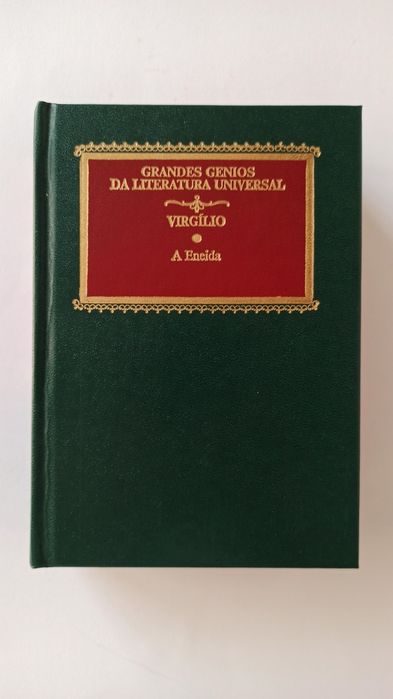 GRANDES GENIOS
DA LITERATURA UNIVERSAL
VIRGÍLIO
A Eneida